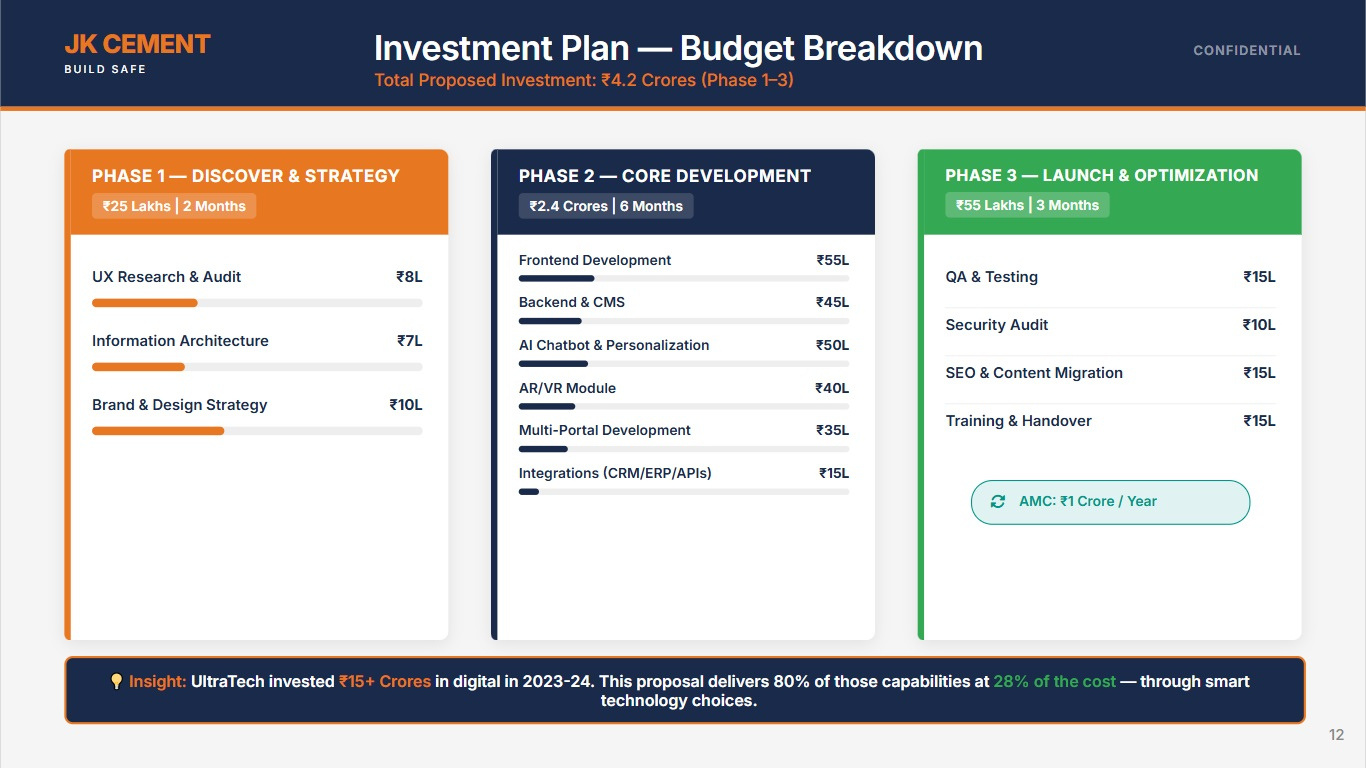 JK CEMENT
BUILD SAFE
Investment Plan — Budget Breakdown
Total Proposed Investment: ₹4.2 Crores (Phase 1–3)
CONFIDENTIAL
PHASE 1 — DISCOVER & STRATEGY
₹25 Lakhs | 2 Months
UX Research & Audit ₹8L
Information Architecture ₹7L
Brand & Design Strategy ₹10L
PHASE 2 — CORE DEVELOPMENT
₹2.4 Crores | 6 Months
Frontend Development ₹55L
Backend & CMS ₹45L
AI Chatbot & Personalization ₹50L
AR/VR Module ₹40L
Multi-Portal Development ₹35L
Integrations (CRM/ERP/APIs) ₹15L
PHASE 3 — LAUNCH & OPTIMIZATION
₹55 Lakhs | 3 Months
QA & Testing ₹15L
Security Audit ₹10L
SEO & Content Migration ₹15L
Training & Handover ₹15L
AMC: ₹1 Crore / Year
💡 Insight: UltraTech invested ₹15+ Crores in digital in 2023-24. This proposal delivers 80% of those capabilities at 28% of the cost — through smart
technology choices.
12